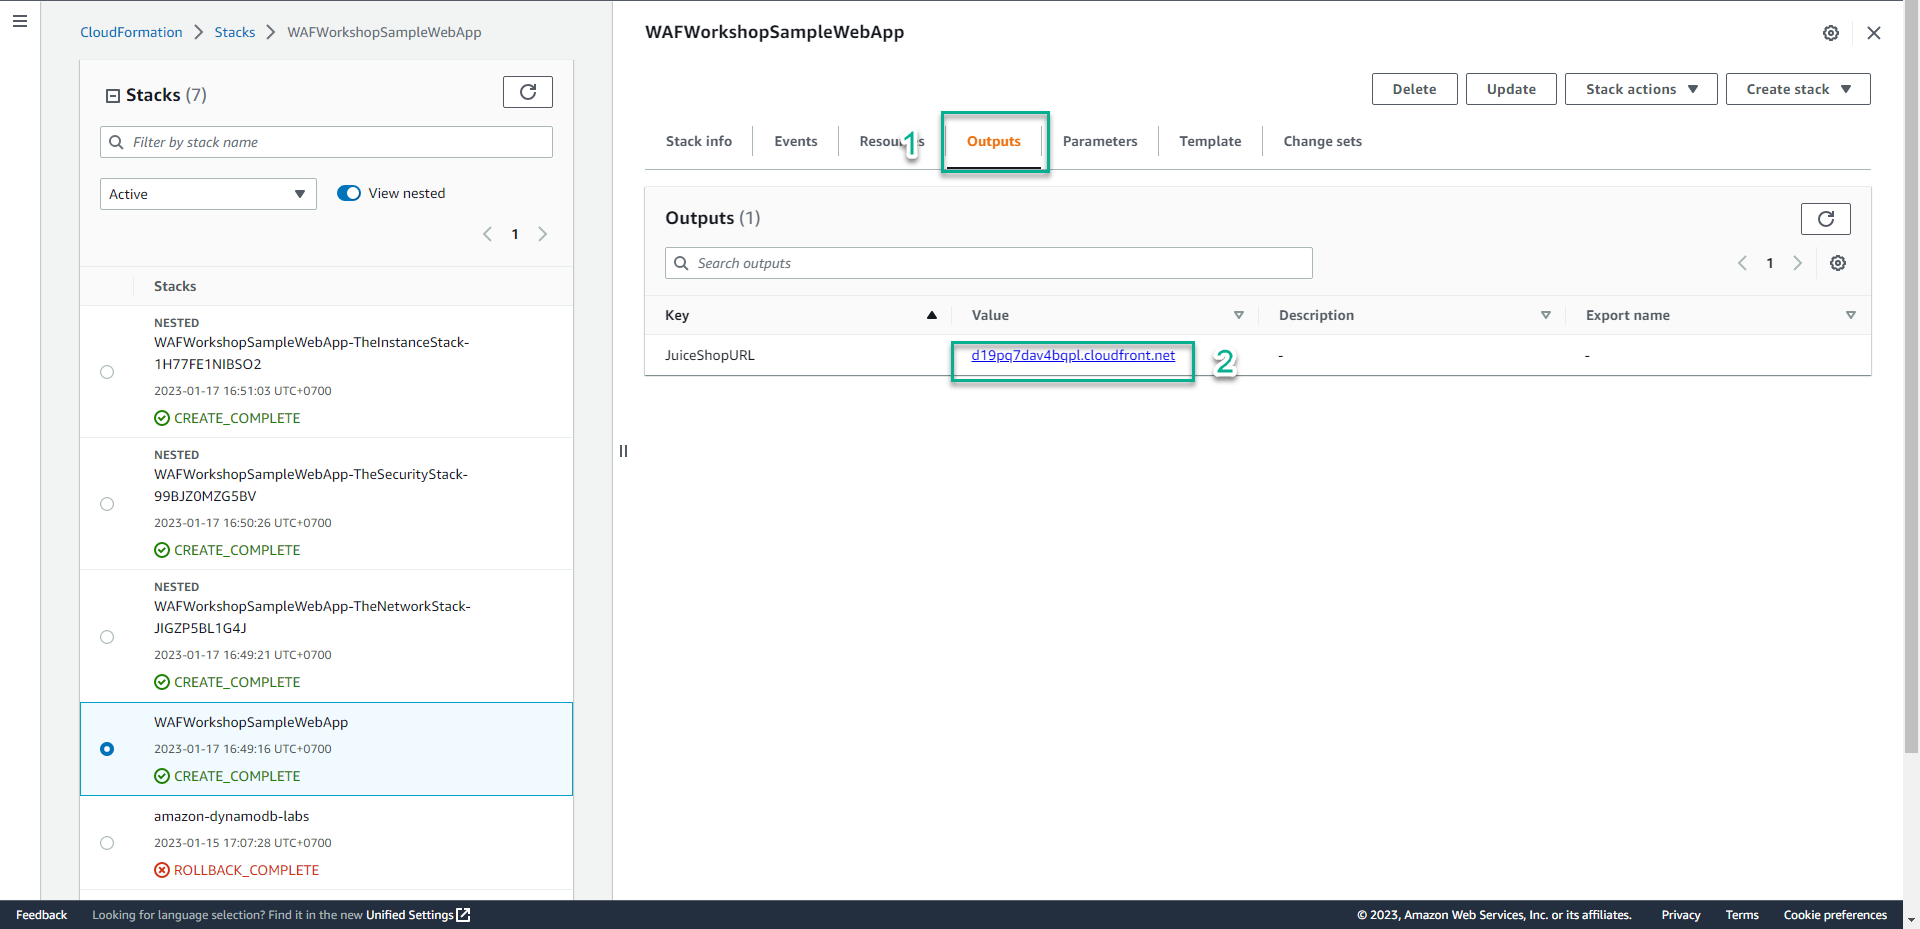 CloudFormation
Stacks
WAFWorkshopSampleWebApp
Stacks (7)
Filter by stack name
Active
View nested
1
Stacks
NESTED
WAFWorkshopSampleWebApp-TheInstanceStack-
1H77FE1NIBSO2
2023-01-17 16:51:03 UTC+0700
CREATE_COMPLETE
NESTED
WAFWorkshopSampleWebApp-TheSecurityStack-
99BJZ0MZG5BV
2023-01-17 16:50:26 UTC+0700
CREATE_COMPLETE
NESTED
WAFWorkshopSampleWebApp-TheNetworkStack-
JIGZP5BL1G4J
2023-01-17 16:49:21 UTC+0700
CREATE_COMPLETE
WAFWorkshopSampleWebApp
2023-01-17 16:49:16 UTC+0700
CREATE_COMPLETE
amazon-dynamodb-labs
2023-01-15 17:07:28 UTC+0700
ROLLBACK_COMPLETE
WAFWorkshopSampleWebApp
Delete
Update
Stack actions
Create stack
Stack info
Events
Resources
1
Outputs
Parameters
Template
Change sets
Outputs (1)
Search outputs
1
Key
Value
Description
Export name
JuiceShopURL
d19pq7dav4bqpl.cloudfront.net
2
-
-
Feedback
Looking for language selection? Find it in the new Unified Settings
© 2023, Amazon Web Services, Inc. or its affiliates.
Privacy
Terms
Cookie preferences